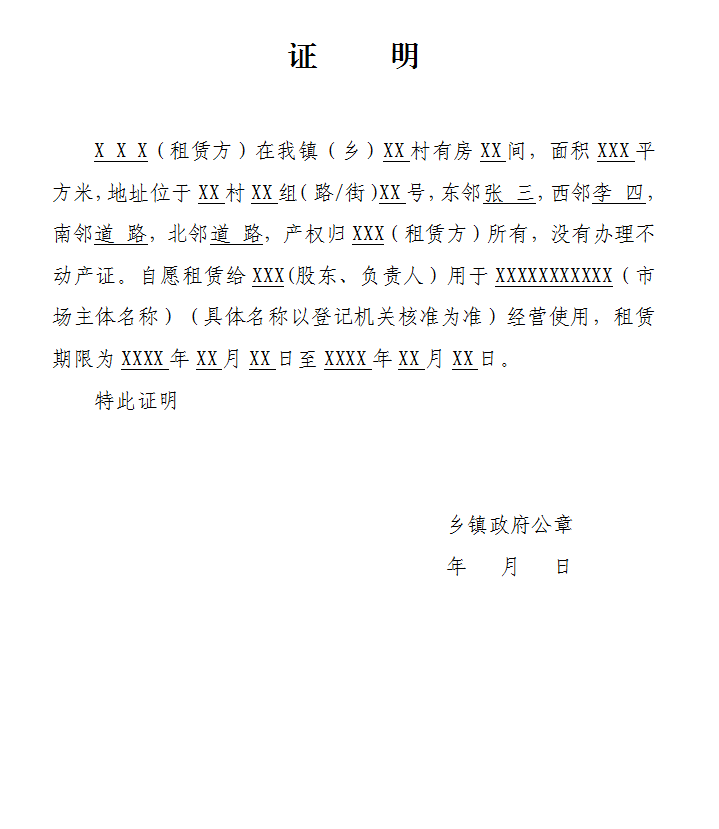 证 明
X X X（租赁方）在我镇（乡）XX村有房XX间，面积XXX平
方米，地址位于XX村XX组（路/街）XX号，东邻张 三，西邻李 四，
南邻道 路，北邻道 路，产权归XXX（租赁方）所有，没有办理不
动产证。自愿租赁给XXX(股东、负责人）用于XXXXXXXXXXX（市
场主体名称）（具体名称以登记机关核准为准）经营使用，租赁
期限为XXXX年XX月XX日至XXXX年XX月XX日。
特此证明
乡镇政府公章
年 月 日